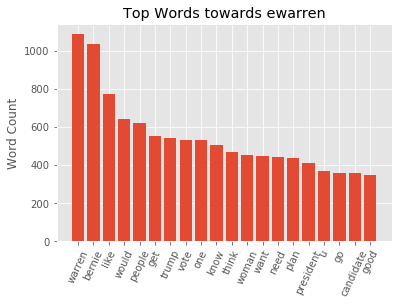 Top Words towards ewarren
Word Count
1000
800
600
400
200
0
warren
bernie
like
would
people
get
trump
vote
one
know
think
woman
want
need
plan
president
u
go
candidate
good